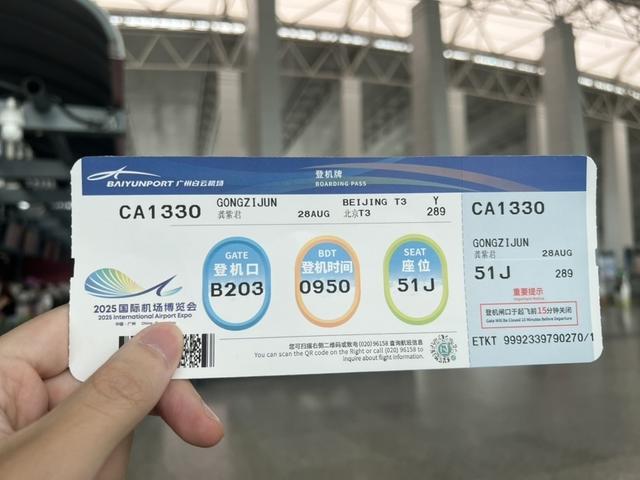 BAIYUNPORT 广州白云机场
登机牌
BOARDING PASS
CA1330
GONGZIJUN
龚紫君
28AUG
BEIJING T3
北京T3
Y
289
GATE
登机口
B203
BDT
登机时间
0950
SEAT
座位
51J
2025国际机场博览会
2025 International Airport Expo
中国·广州
您可扫描右侧二维码或致电(020)96158 查询航班信息
You can scan the QR code on the Right or call (020) 96158 to
inquire about flight information.
CA1330
GONGZIJUN
龚紫君
28AUG
51J
289
重要提示
Important Notice
登机闸口于起飞前15分钟关闭
Gate Will Be Closed 15 Minutes Before Departure
ETKT 9992339790270/1